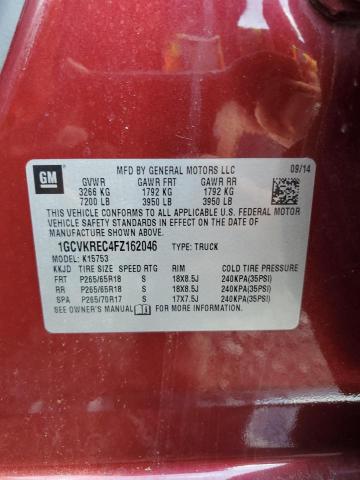 GM
MFD BY GENERAL MOTORS LLC 09/14
GVWR GAWR FRT GAWR RR
3266 KG 1792 KG 1792 KG
7200 LB 3950 LB 3950 LB
THIS VEHICLE CONFORMS TO ALL APPLICABLE U.S. FEDERAL MOTOR
VEHICLE SAFETY STANDARDS IN EFFECT ON THE DATE OF
MANUFACTURE SHOWN ABOVE.
1GCVKREC4FZ162046 TYPE: TRUCK
MODEL: K15753
KKJD TIRE SIZE SPEED RTG RIM COLD TIRE PRESSURE
FRT P265/65R18 S 18X8.5J 240KPA(35PSI)
RR P265/65R18 S 18X8.5J 240KPA(35PSI)
SPA P265/70R17 S 17X7.5J 240KPA(35PSI)
SEE OWNER'S MANUAL FOR MORE INFORMATION.